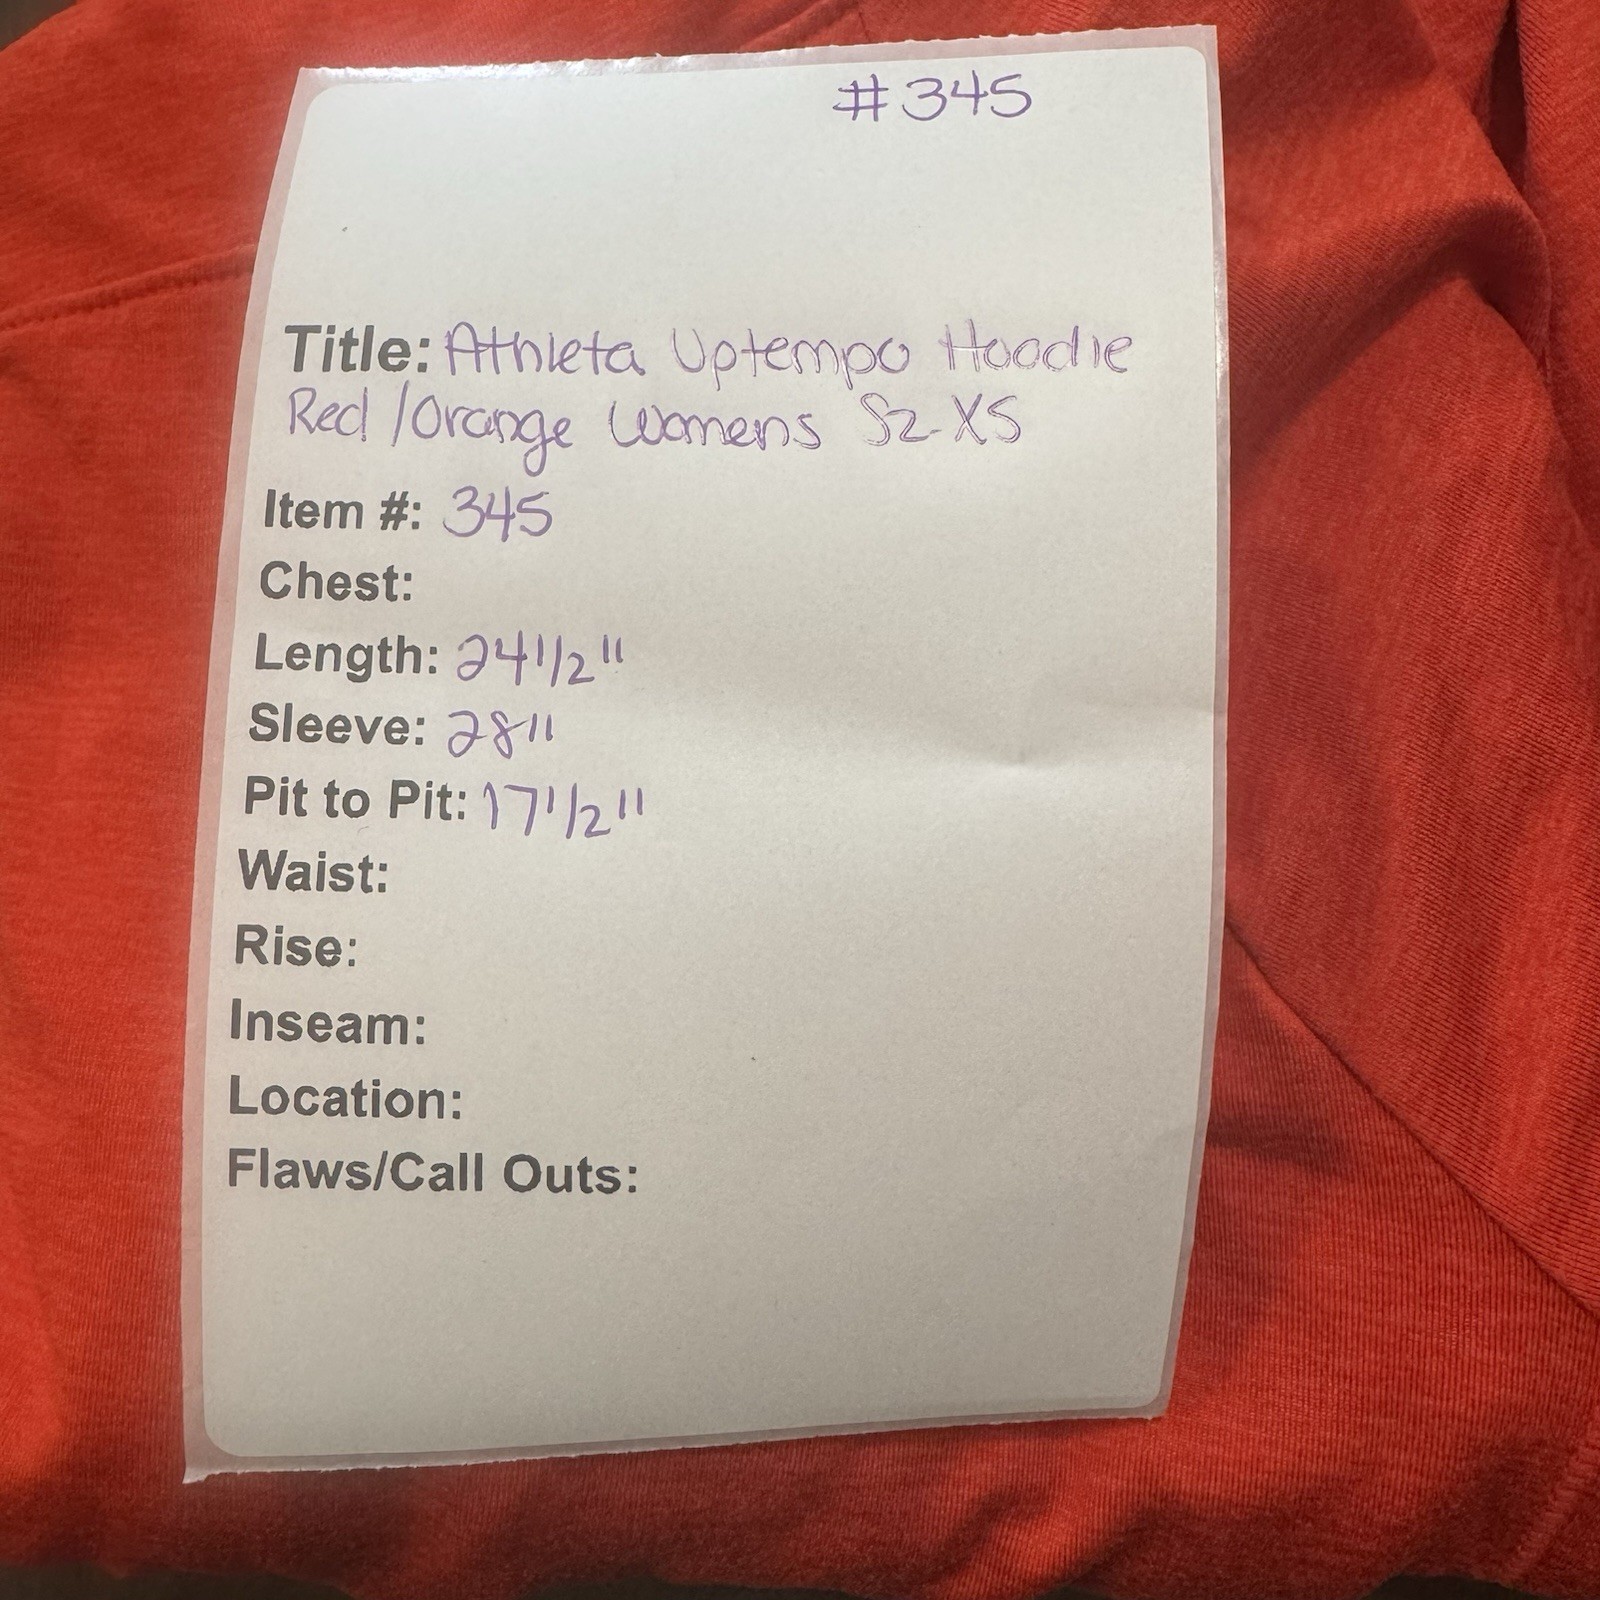 #345
Title: Athleta Uptempo Hoodie
Red/Orange Womens Sz XS
Item #: 345
Chest:
Length: 24 1/2"
Sleeve: 28"
Pit to Pit: 17 1/2"
Waist:
Rise:
Inseam:
Location:
Flaws/Call Outs: